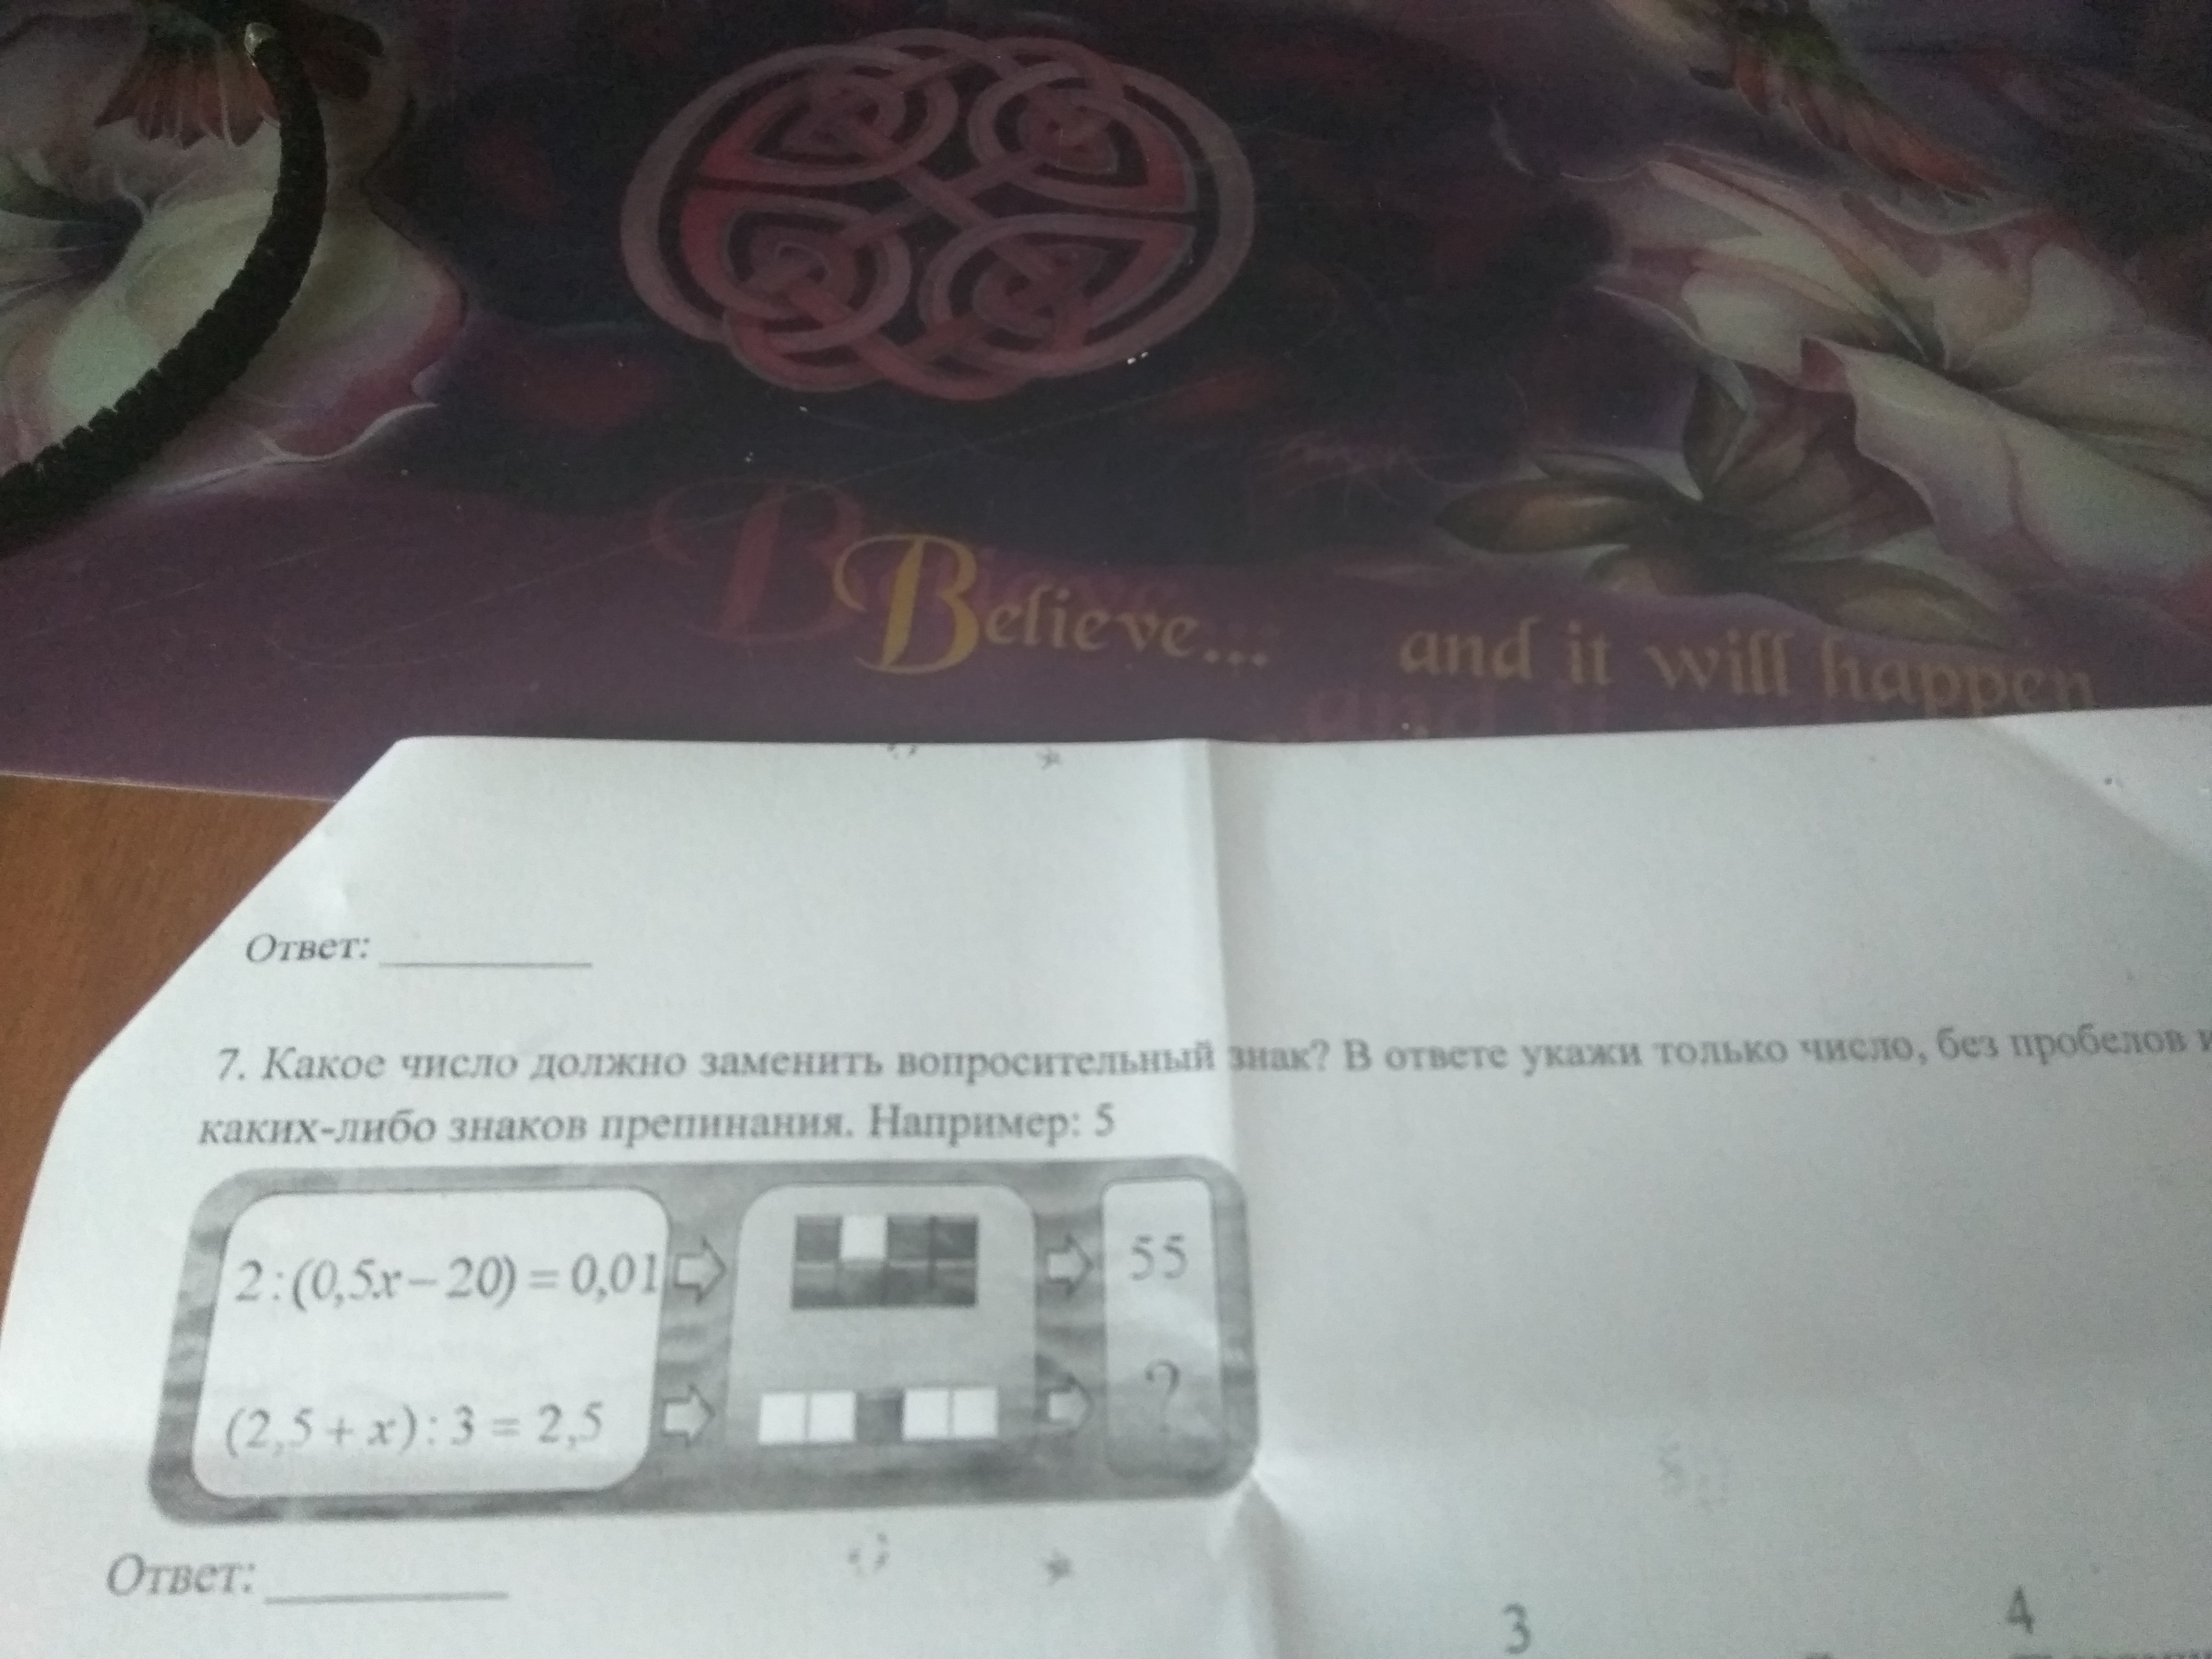 Believe... and it will happen
Ответ:
7. Какое число должно заменить вопросительный знак? В ответе укажи только число, без пробелов и
каких-либо знаков препинания. Например: 5
2:(0,5x−20)=0,01
55
(2,5+x):3=2,5
?
Ответ:
3
4